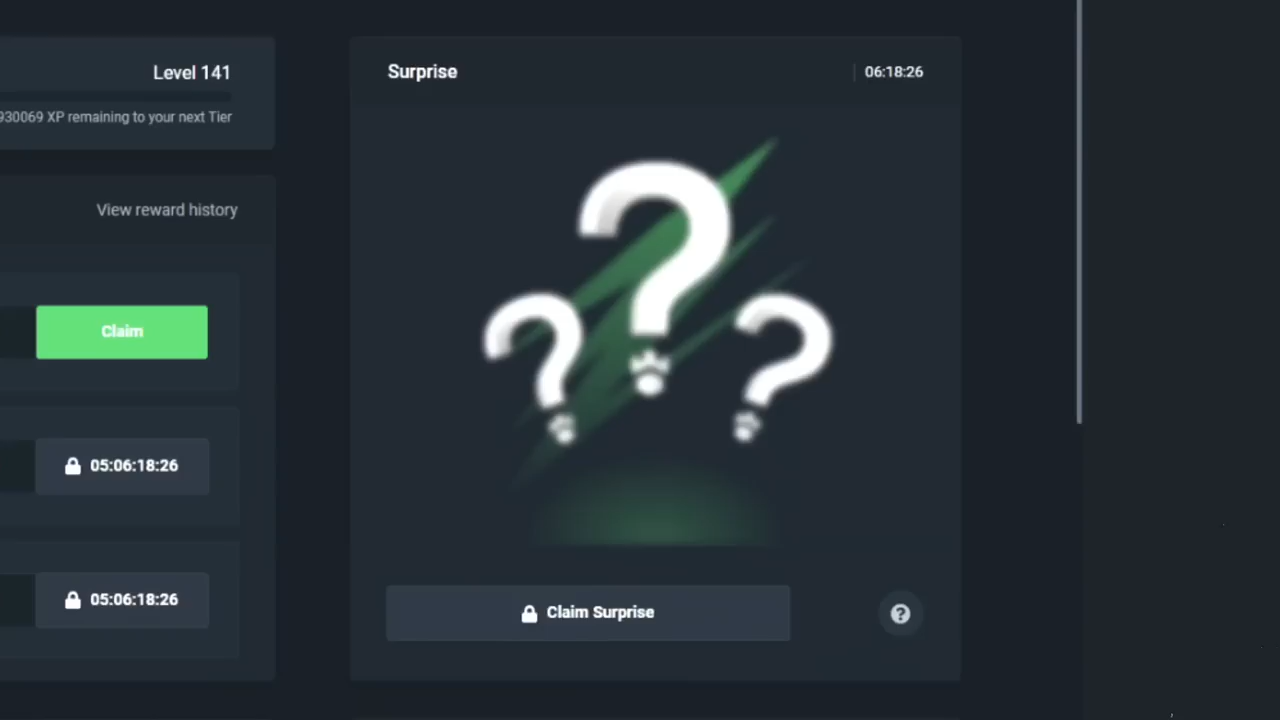 Level 141
930069 XP remaining to your next Tier
View reward history
Claim
05:06:18:26
05:06:18:26
Surprise
06:18:26
Claim Surprise
?